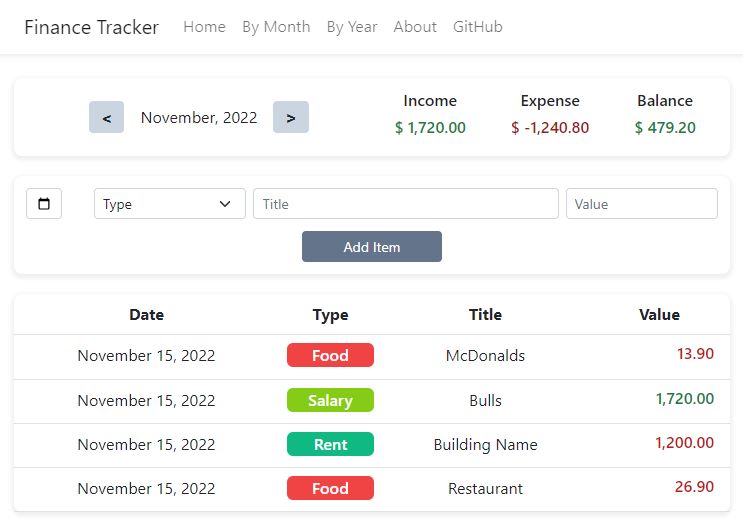 Finance Tracker Home By Month By Year About GitHub
< November, 2022 > Income Expense Balance
$ 1,720.00 $ -1,240.80 $ 479.20
Type Title Value
Add Item
Date Type Title Value
November 15, 2022 Food McDonalds 13.90
November 15, 2022 Salary Bulls 1,720.00
November 15, 2022 Rent Building Name 1,200.00
November 15, 2022 Food Restaurant 26.90